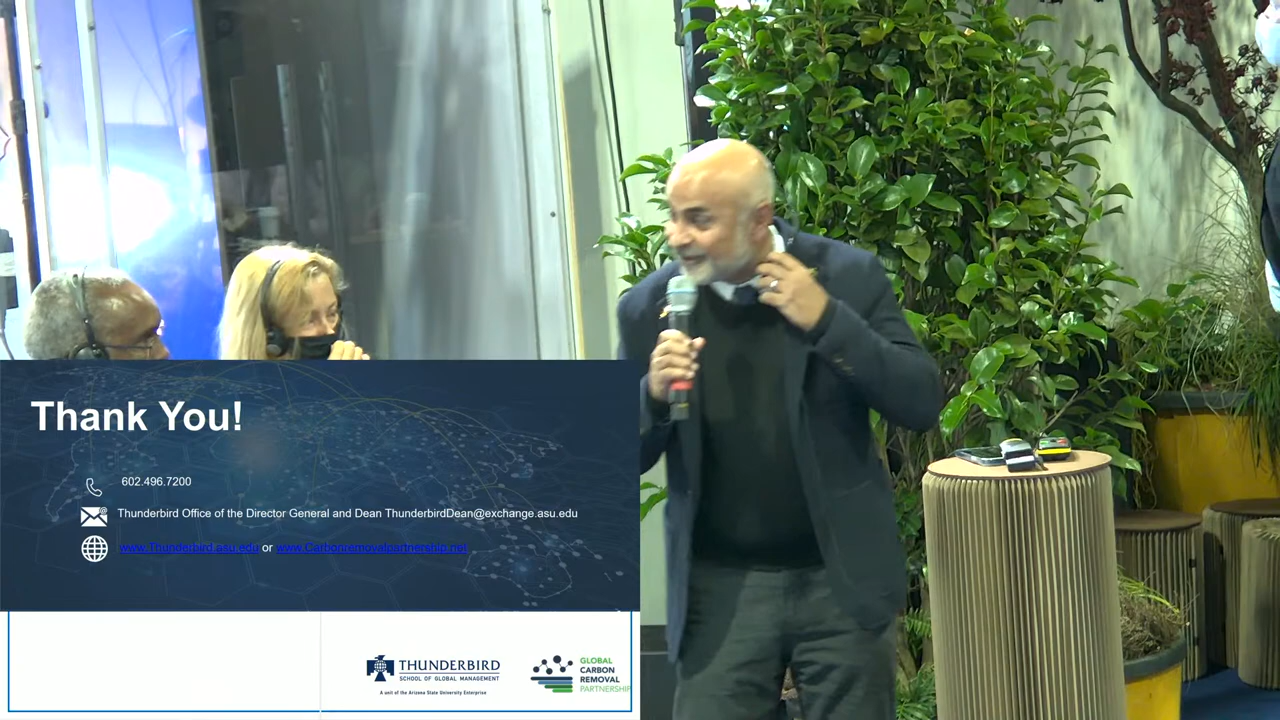 Thank You!
602.496.7200
Thunderbird Office of the Director General and Dean ThunderbirdDean@exchange.asu.edu
www.Thunderbird.asu.edu or www.Carbonremovalpartnership.net
THUNDERBIRD
SCHOOL OF GLOBAL MANAGEMENT
A unit of the Arizona State University Enterprise
GLOBAL
CARBON
REMOVAL
PARTNERSHIP